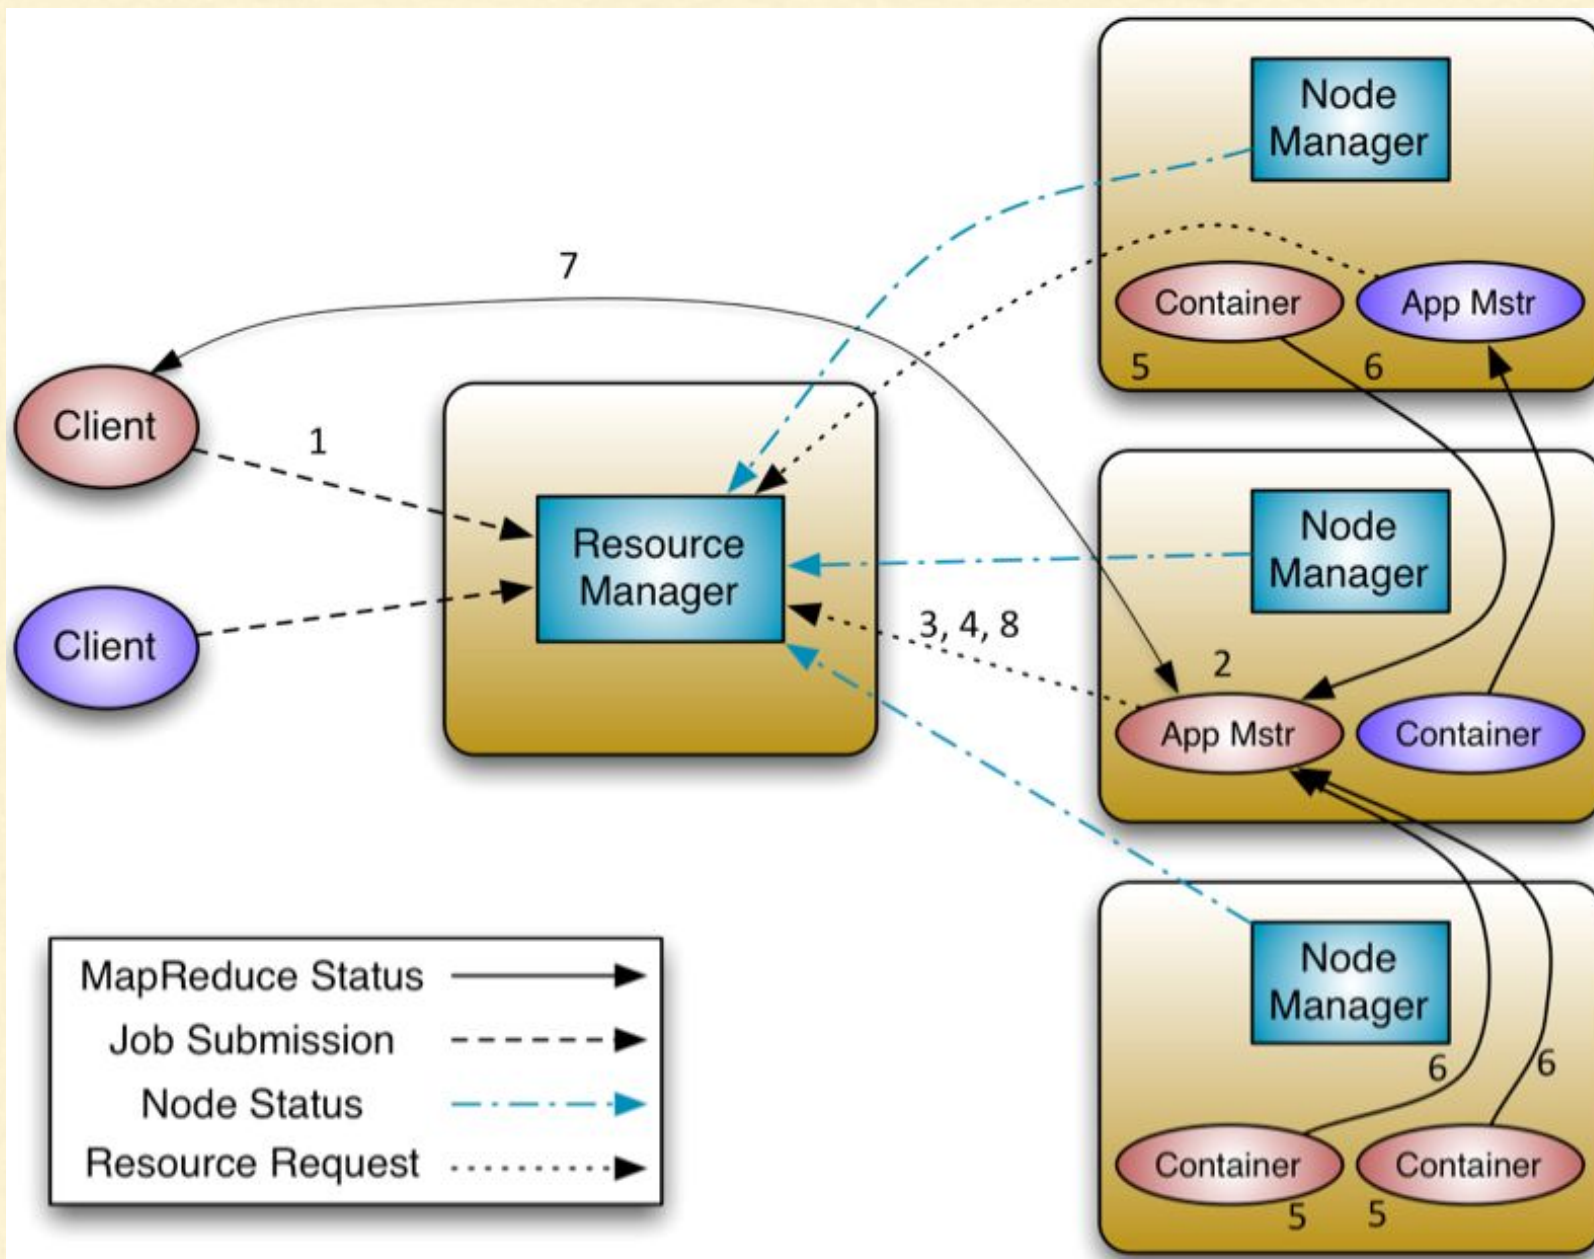 Node
Manager
7
Container
App Mstr
5
6
Client
1
Resource
Manager
Node
Manager
3, 4, 8
2
Client
App Mstr
Container
Node
Manager
MapReduce Status
Job Submission
Node Status
Resource Request
6
6
Container
Container
5
5